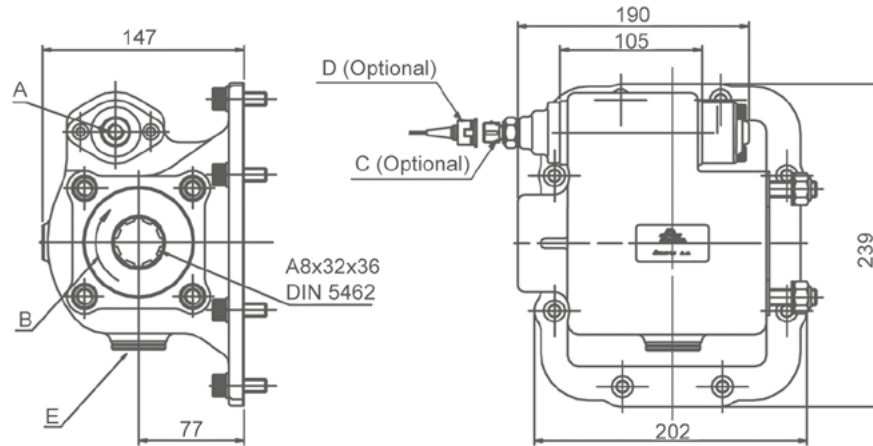 147
A
B
A8x32x36
DIN 5462
E
77
190
105
D (Optional)
C (Optional)
239
202